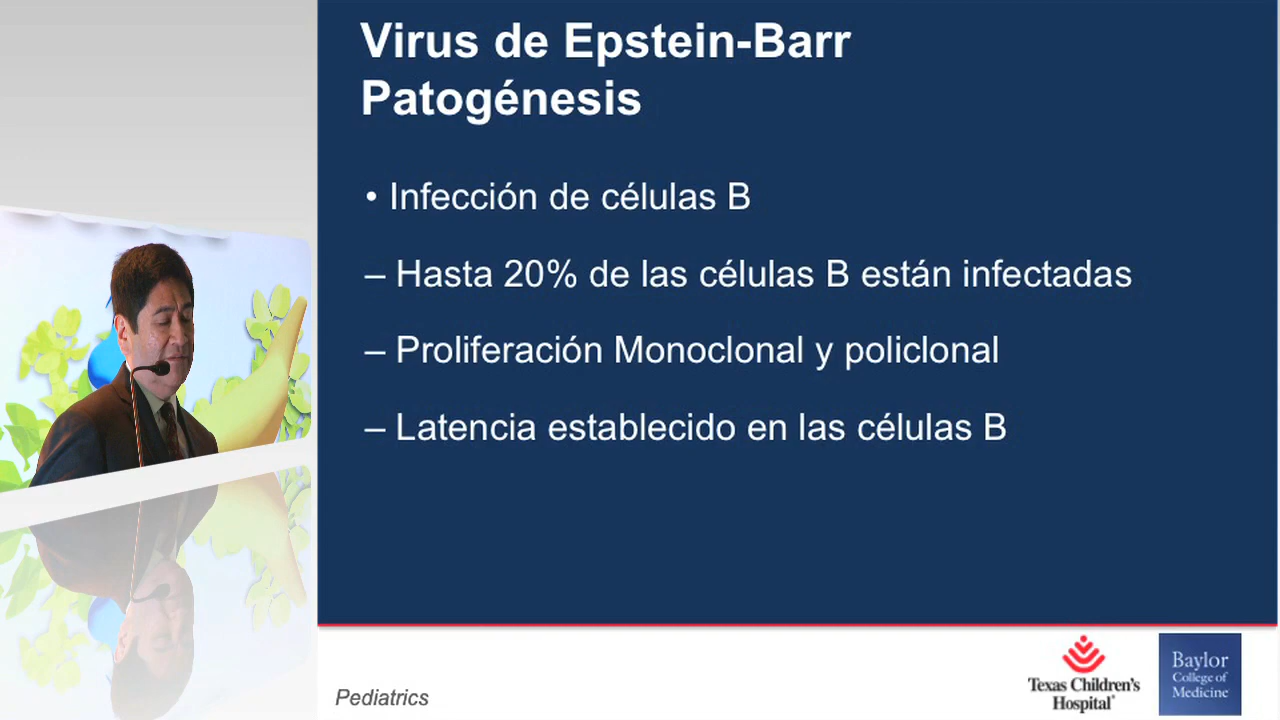 Virus de Epstein-Barr
Patogénesis
• Infección de células B
– Hasta 20% de las células B están infectadas
– Proliferación Monoclonal y policlonal
– Latencia establecido en las células B
Pediatrics
Texas Children's
Hospital
Baylor
College of
Medicine